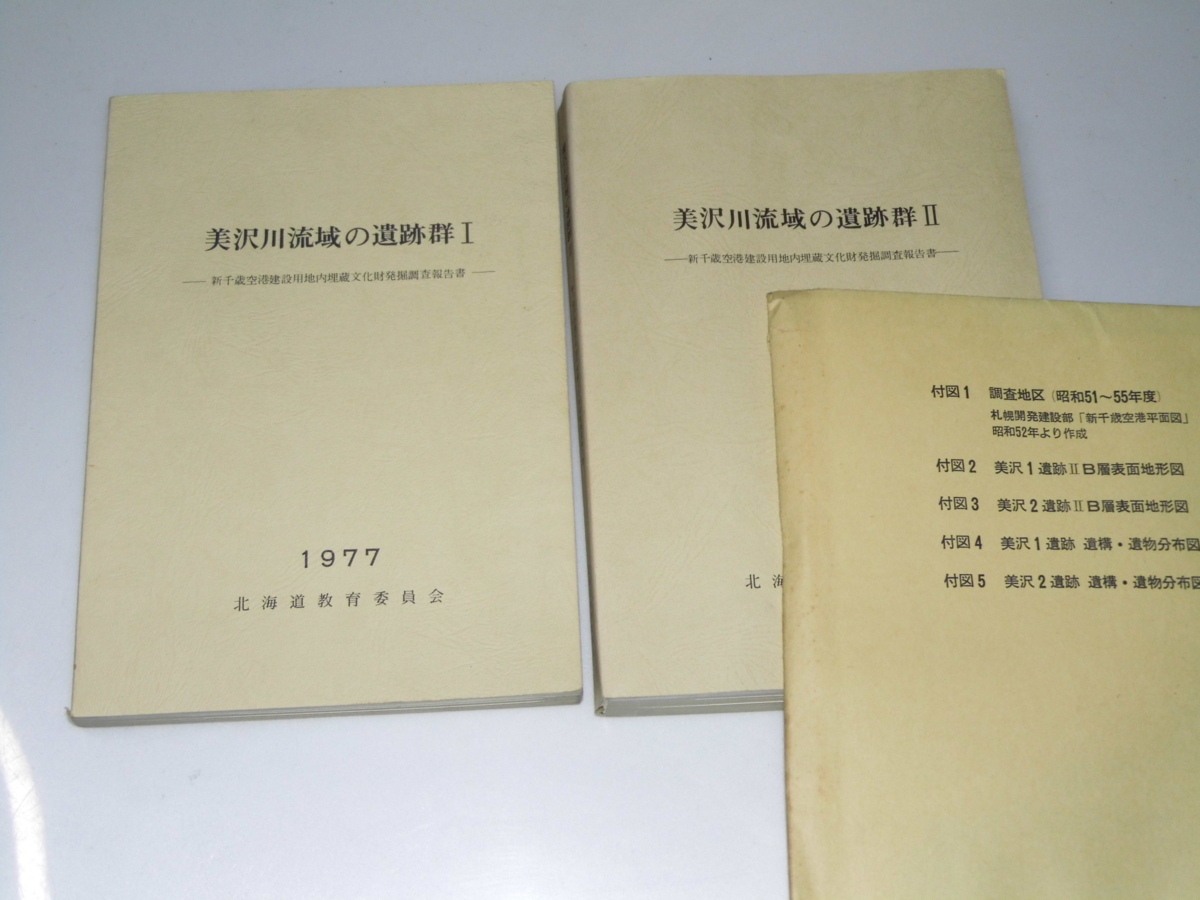 美沢川流域の遺跡群Ⅰ
― 新千歳空港建設用地内埋蔵文化財発掘調査報告書 ―
1977
北海道教育委員会
美沢川流域の遺跡群Ⅱ
―新千歳空港建設用地内埋蔵文化財発掘調査報告書―
北海
付図1 調査地区(昭和51~55年度)
札幌開発建設部「新千歳空港平面図」
昭和52年より作成
付図2 美沢1遺跡ⅡB層表面地形図
付図3 美沢2遺跡ⅡB層表面地形図
付図4 美沢1遺跡 遺構・遺物分布図
付図5 美沢2遺跡 遺構・遺物分布図